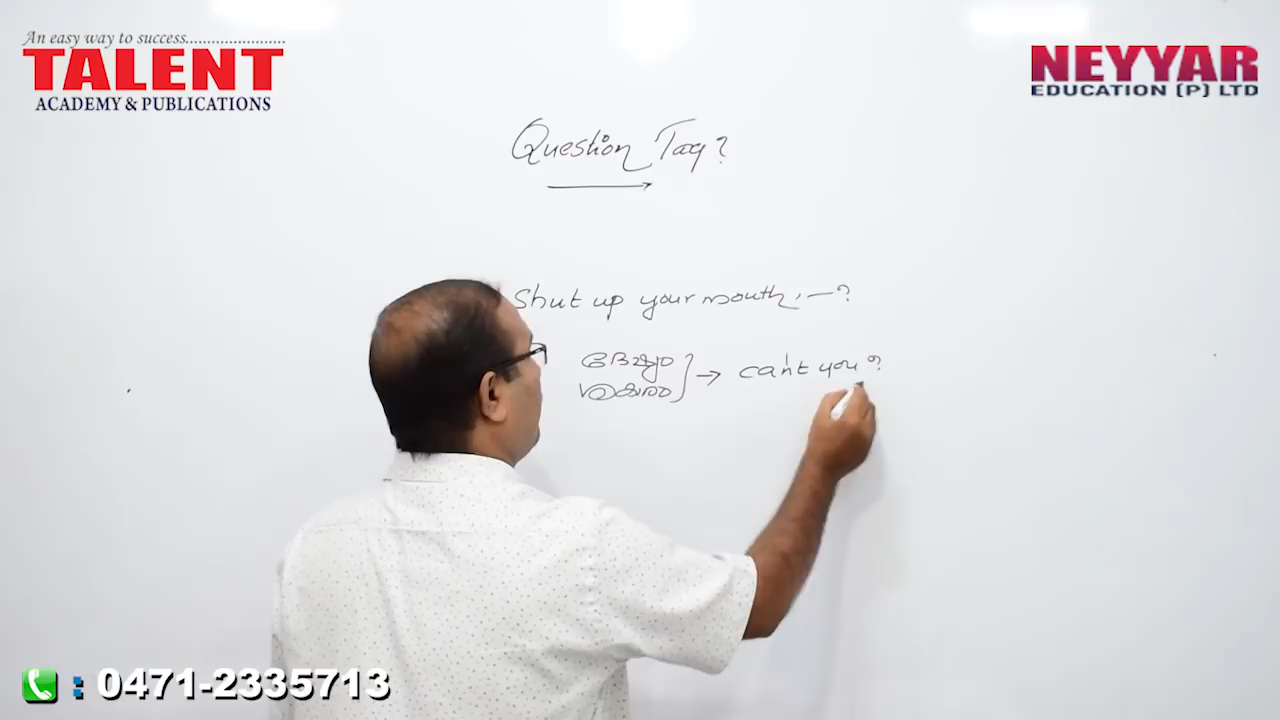 An easy way to success.......................
TALENT
ACADEMY & PUBLICATIONS
NEYYAR
EDUCATION (P) LTD
Question Tag?
Shut up your mouth, —?
ദേഷ്യം
ശകാരം
→ can't you?
: 0471-2335713